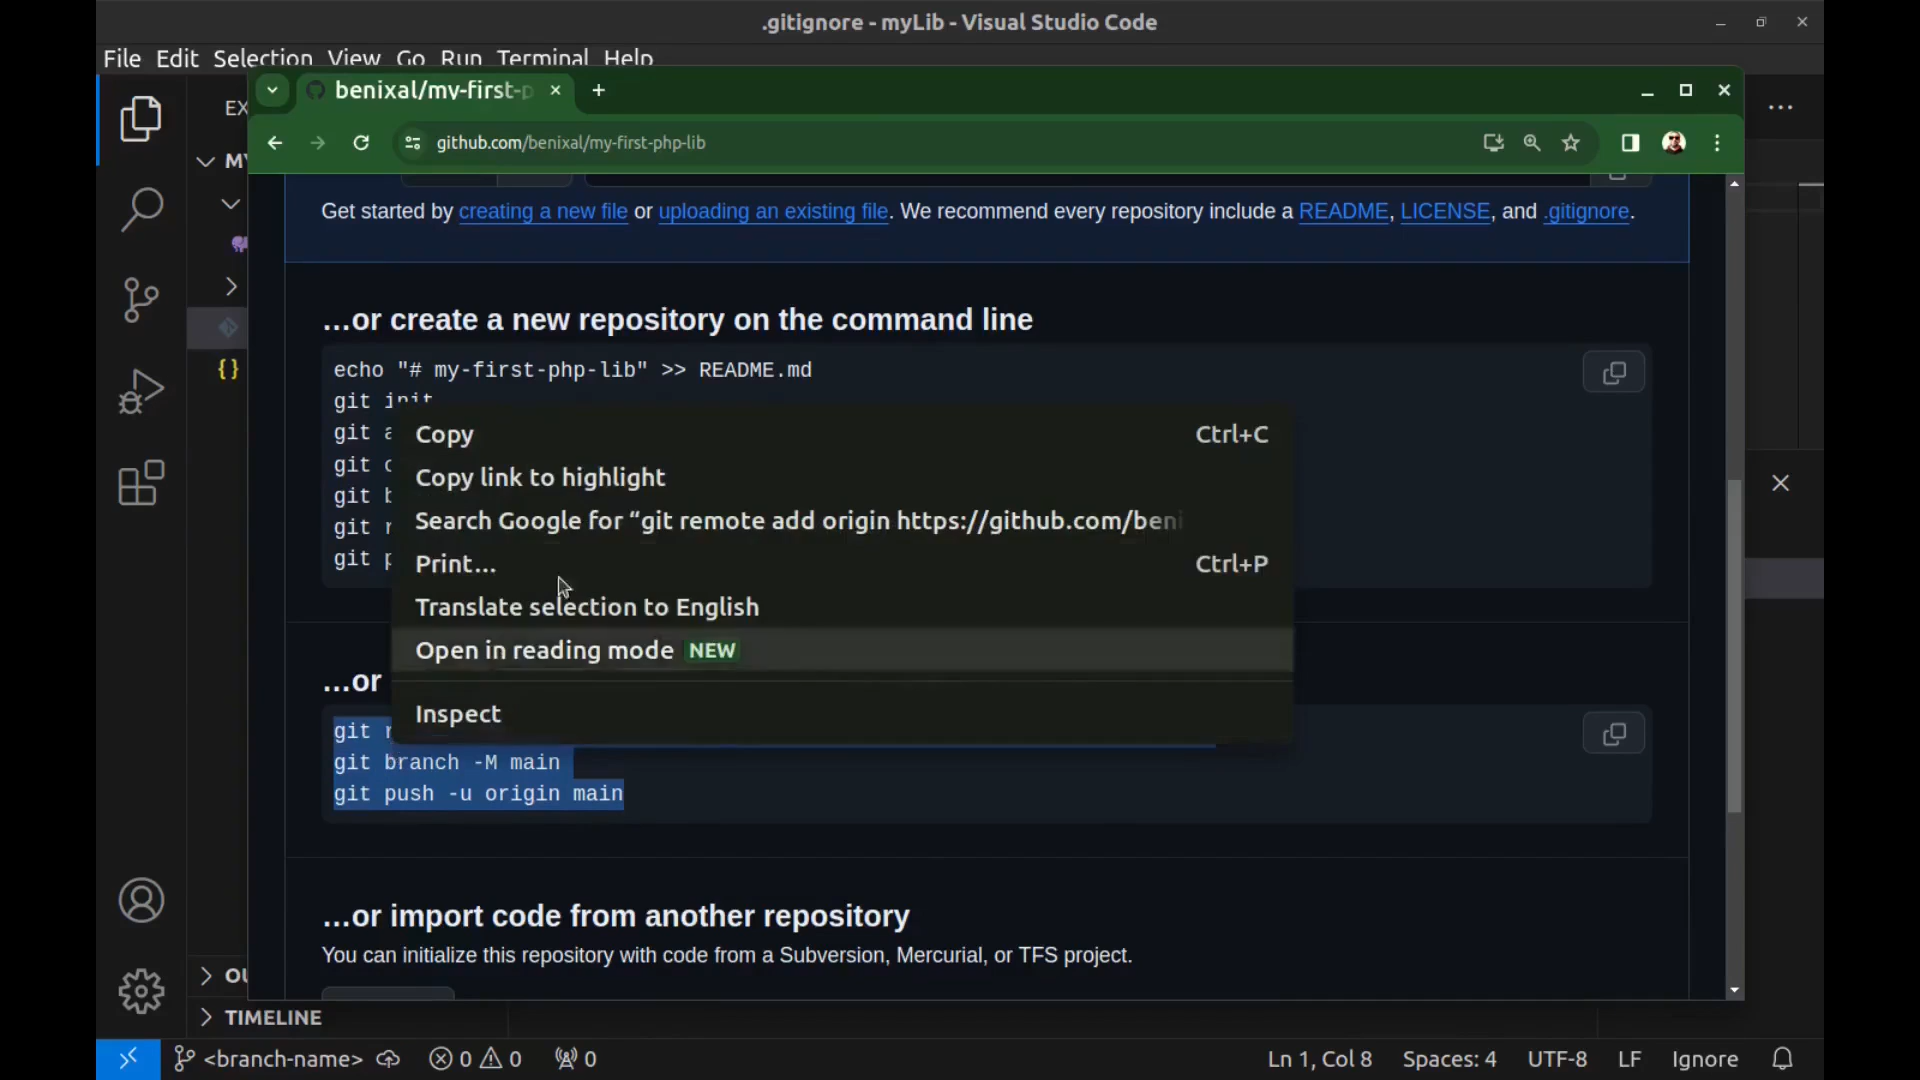 .gitignore - myLib - Visual Studio Code
File Edit Selection View Go Run Terminal Help
benixal/my-first-p
github.com/benixal/my-first-php-lib
EX
MY
Get started by creating a new file or uploading an existing file. We recommend every repository include a README, LICENSE, and .gitignore.
…or create a new repository on the command line
echo "# my-first-php-lib" >> README.md
git init
git a
git c
git b
git r
git p
Copy Ctrl+C
Copy link to highlight
Search Google for “git remote add origin https://github.com/beni
Print… Ctrl+P
Translate selection to English
Open in reading mode NEW
Inspect
…or
git r
git branch -M main
git push -u origin main
…or import code from another repository
You can initialize this repository with code from a Subversion, Mercurial, or TFS project.
OU
TIMELINE
<branch-name> 0 0 0 Ln 1, Col 8 Spaces: 4 UTF-8 LF Ignore